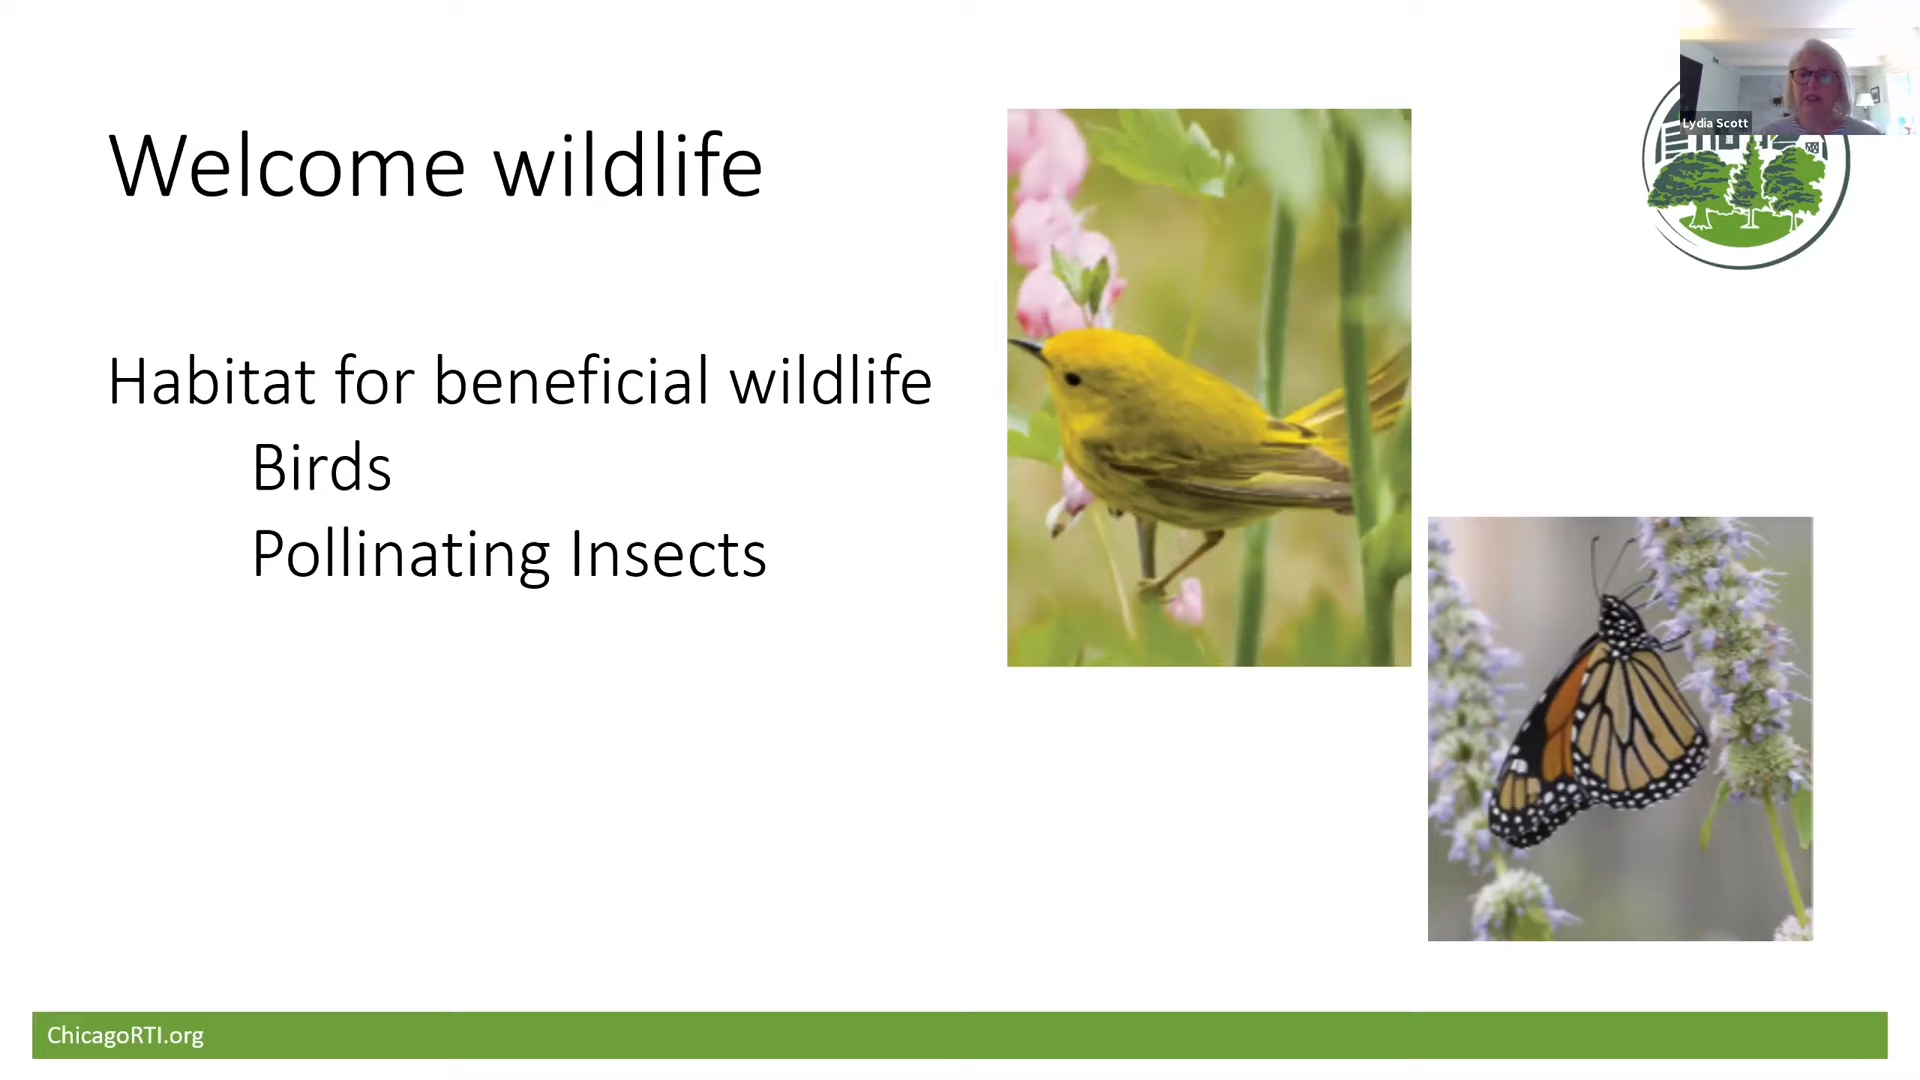 Lydia Scott
Welcome wildlife
Habitat for beneficial wildlife
Birds
Pollinating Insects
ChicagoRTI.org